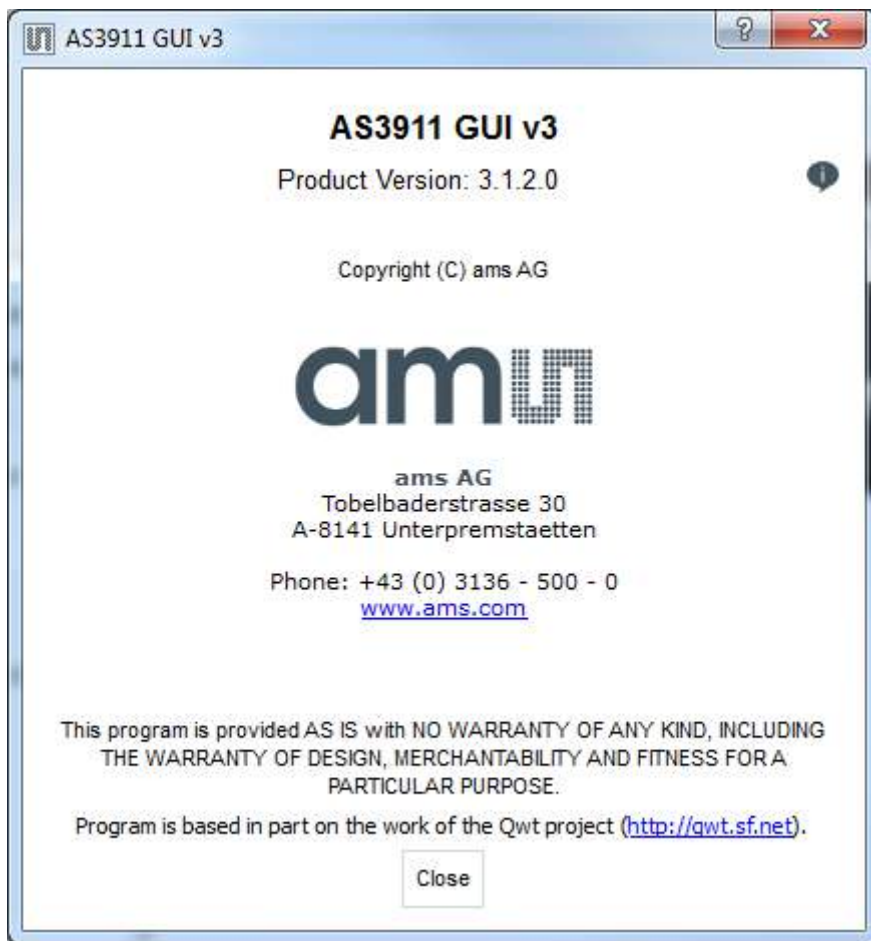 AS3911 GUI v3
AS3911 GUI v3
Product Version: 3.1.2.0
Copyright (C) ams AG
am
ams AG
Tobelbaderstrasse 30
A-8141 Unterpremstaetten
Phone: +43 (0) 3136 - 500 - 0
www.ams.com
This program is provided AS IS with NO WARRANTY OF ANY KIND, INCLUDING
THE WARRANTY OF DESIGN, MERCHANTABILITY AND FITNESS FOR A
PARTICULAR PURPOSE.
Program is based in part on the work of the Qwt project (http://qwt.sf.net).
Close